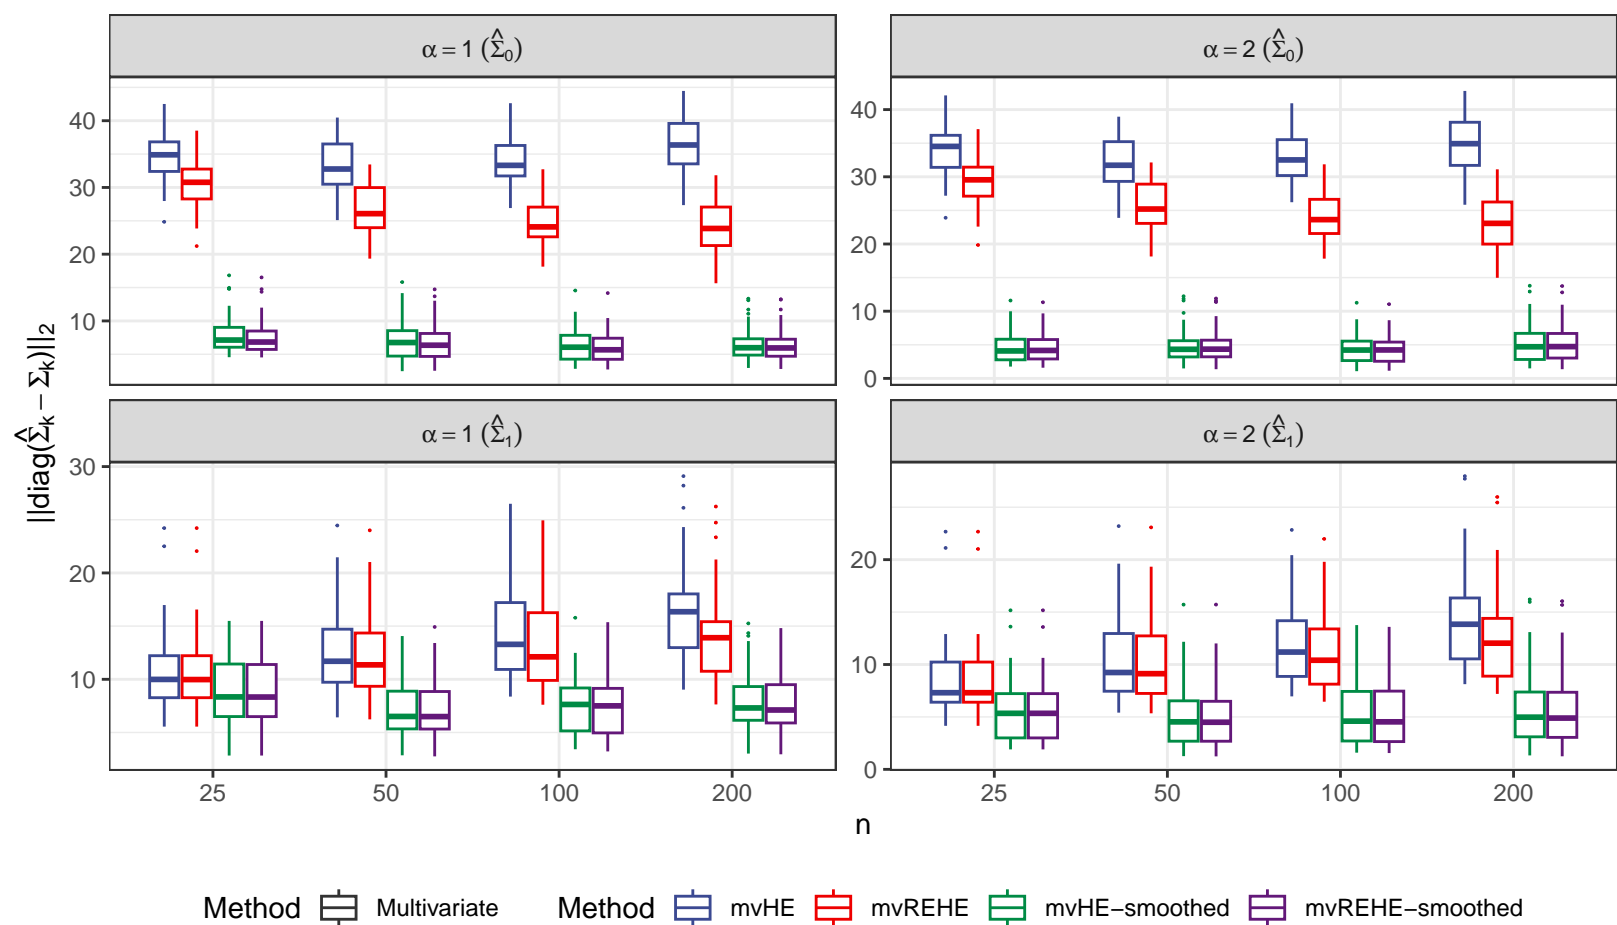 α = 1 (Σ̂₀)
α = 2 (Σ̂₀)
40
30
20
10
40
30
20
10
0
||diag(Σ̂ₖ − Σₖ)||₂
α = 1 (Σ̂₁)
α = 2 (Σ̂₁)
30
20
10
20
10
0
25 50 100 200
25 50 100 200
n
Method Multivariate Method mvHE mvREHE mvHE−smoothed mvREHE−smoothed